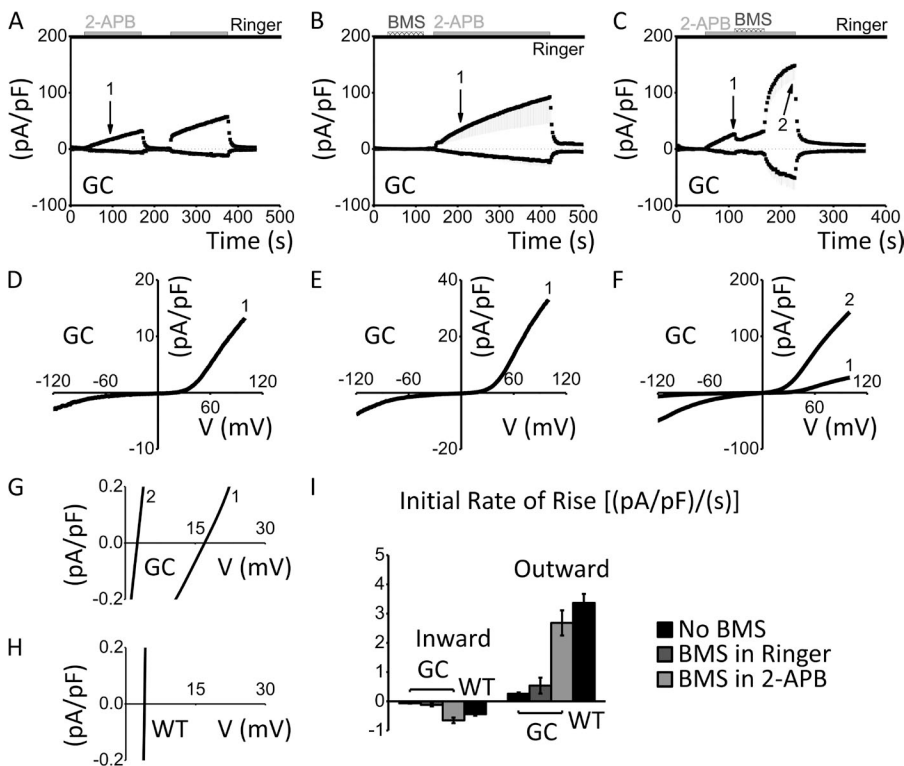 A 2-APB Ringer
200
100
0
-100
(pA/pF)
1
GC
0 100 200 300 400 500
Time (s)
B BMS 2-APB
Ringer
200
100
0
-100
(pA/pF)
1
GC
0 100 200 300 400 500
Time (s)
C 2-APB BMS Ringer
200
100
0
-100
(pA/pF)
1
2
GC
0 100 200 300 400
Time (s)
D
20
10
-10
(pA/pF)
1
GC
-120 -60 60 120
V (mV)
E
40
20
-20
(pA/pF)
1
GC
-120 -60 60 120
V (mV)
F
200
100
-100
(pA/pF)
2
1
GC
-120 -60 60 120
V (mV)
G
0.2
0.0
-0.2
(pA/pF)
2
1
15 30
GC V (mV)
H
0.2
0.0
-0.2
(pA/pF)
15 30
WT V (mV)
I Initial Rate of Rise [(pA/pF)/(s)]
5
4
3
2
1
0
-1
Inward
GC
WT
Outward
GC
WT
No BMS
BMS in Ringer
BMS in 2-APB